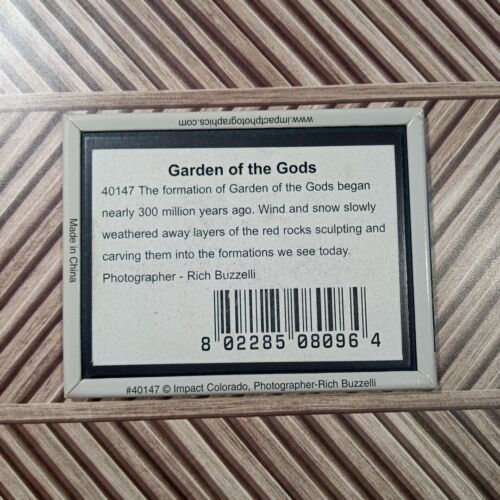 www.impactphotographics.com
Garden of the Gods
40147 The formation of Garden of the Gods began
nearly 300 million years ago. Wind and snow slowly
weathered away layers of the red rocks sculpting and
carving them into the formations we see today.
Photographer - Rich Buzzelli
8 02285 08096 4
Made in China
#40147 © Impact Colorado, Photographer-Rich Buzzelli